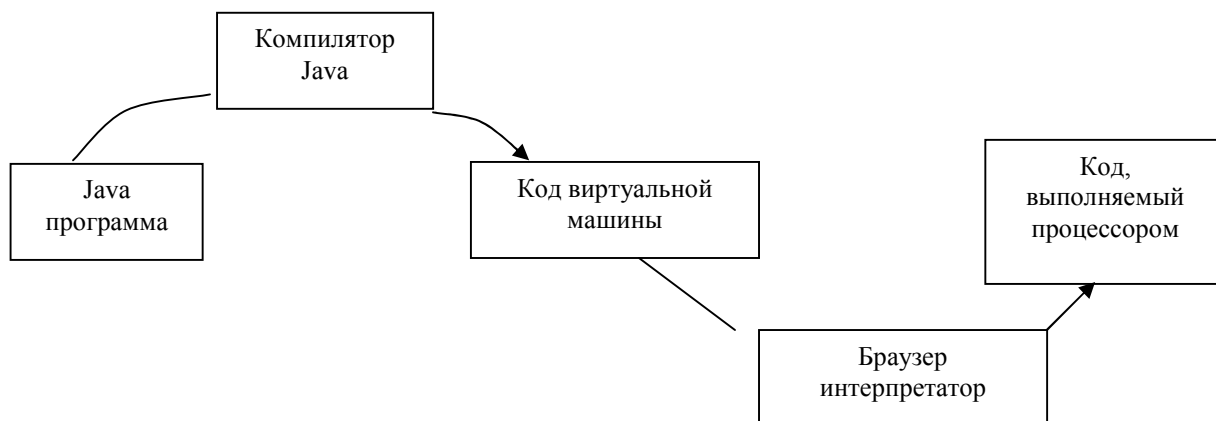 Компилятор
Java
Java
программа
Код виртуальной
машины
Код,
выполняемый
процессором
Браузер
интерпретатор